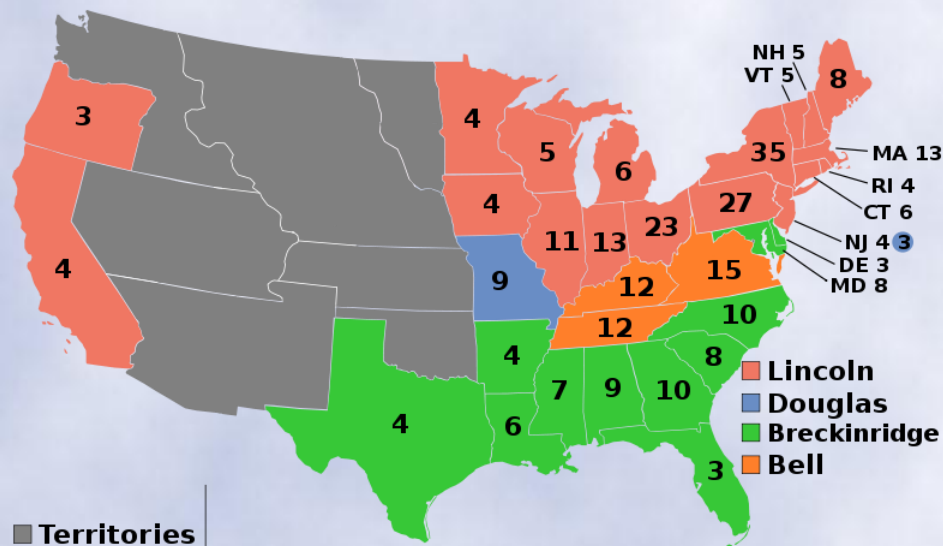 NH 5
VT 5
8
3
4
5
6
35
MA 13
RI 4
CT 6
27
NJ 4 3
DE 3
MD 8
4
11
13
23
4
9
12
15
12
10
4
8
7
9
10
4
6
3
Lincoln
Douglas
Breckinridge
Bell
Territories